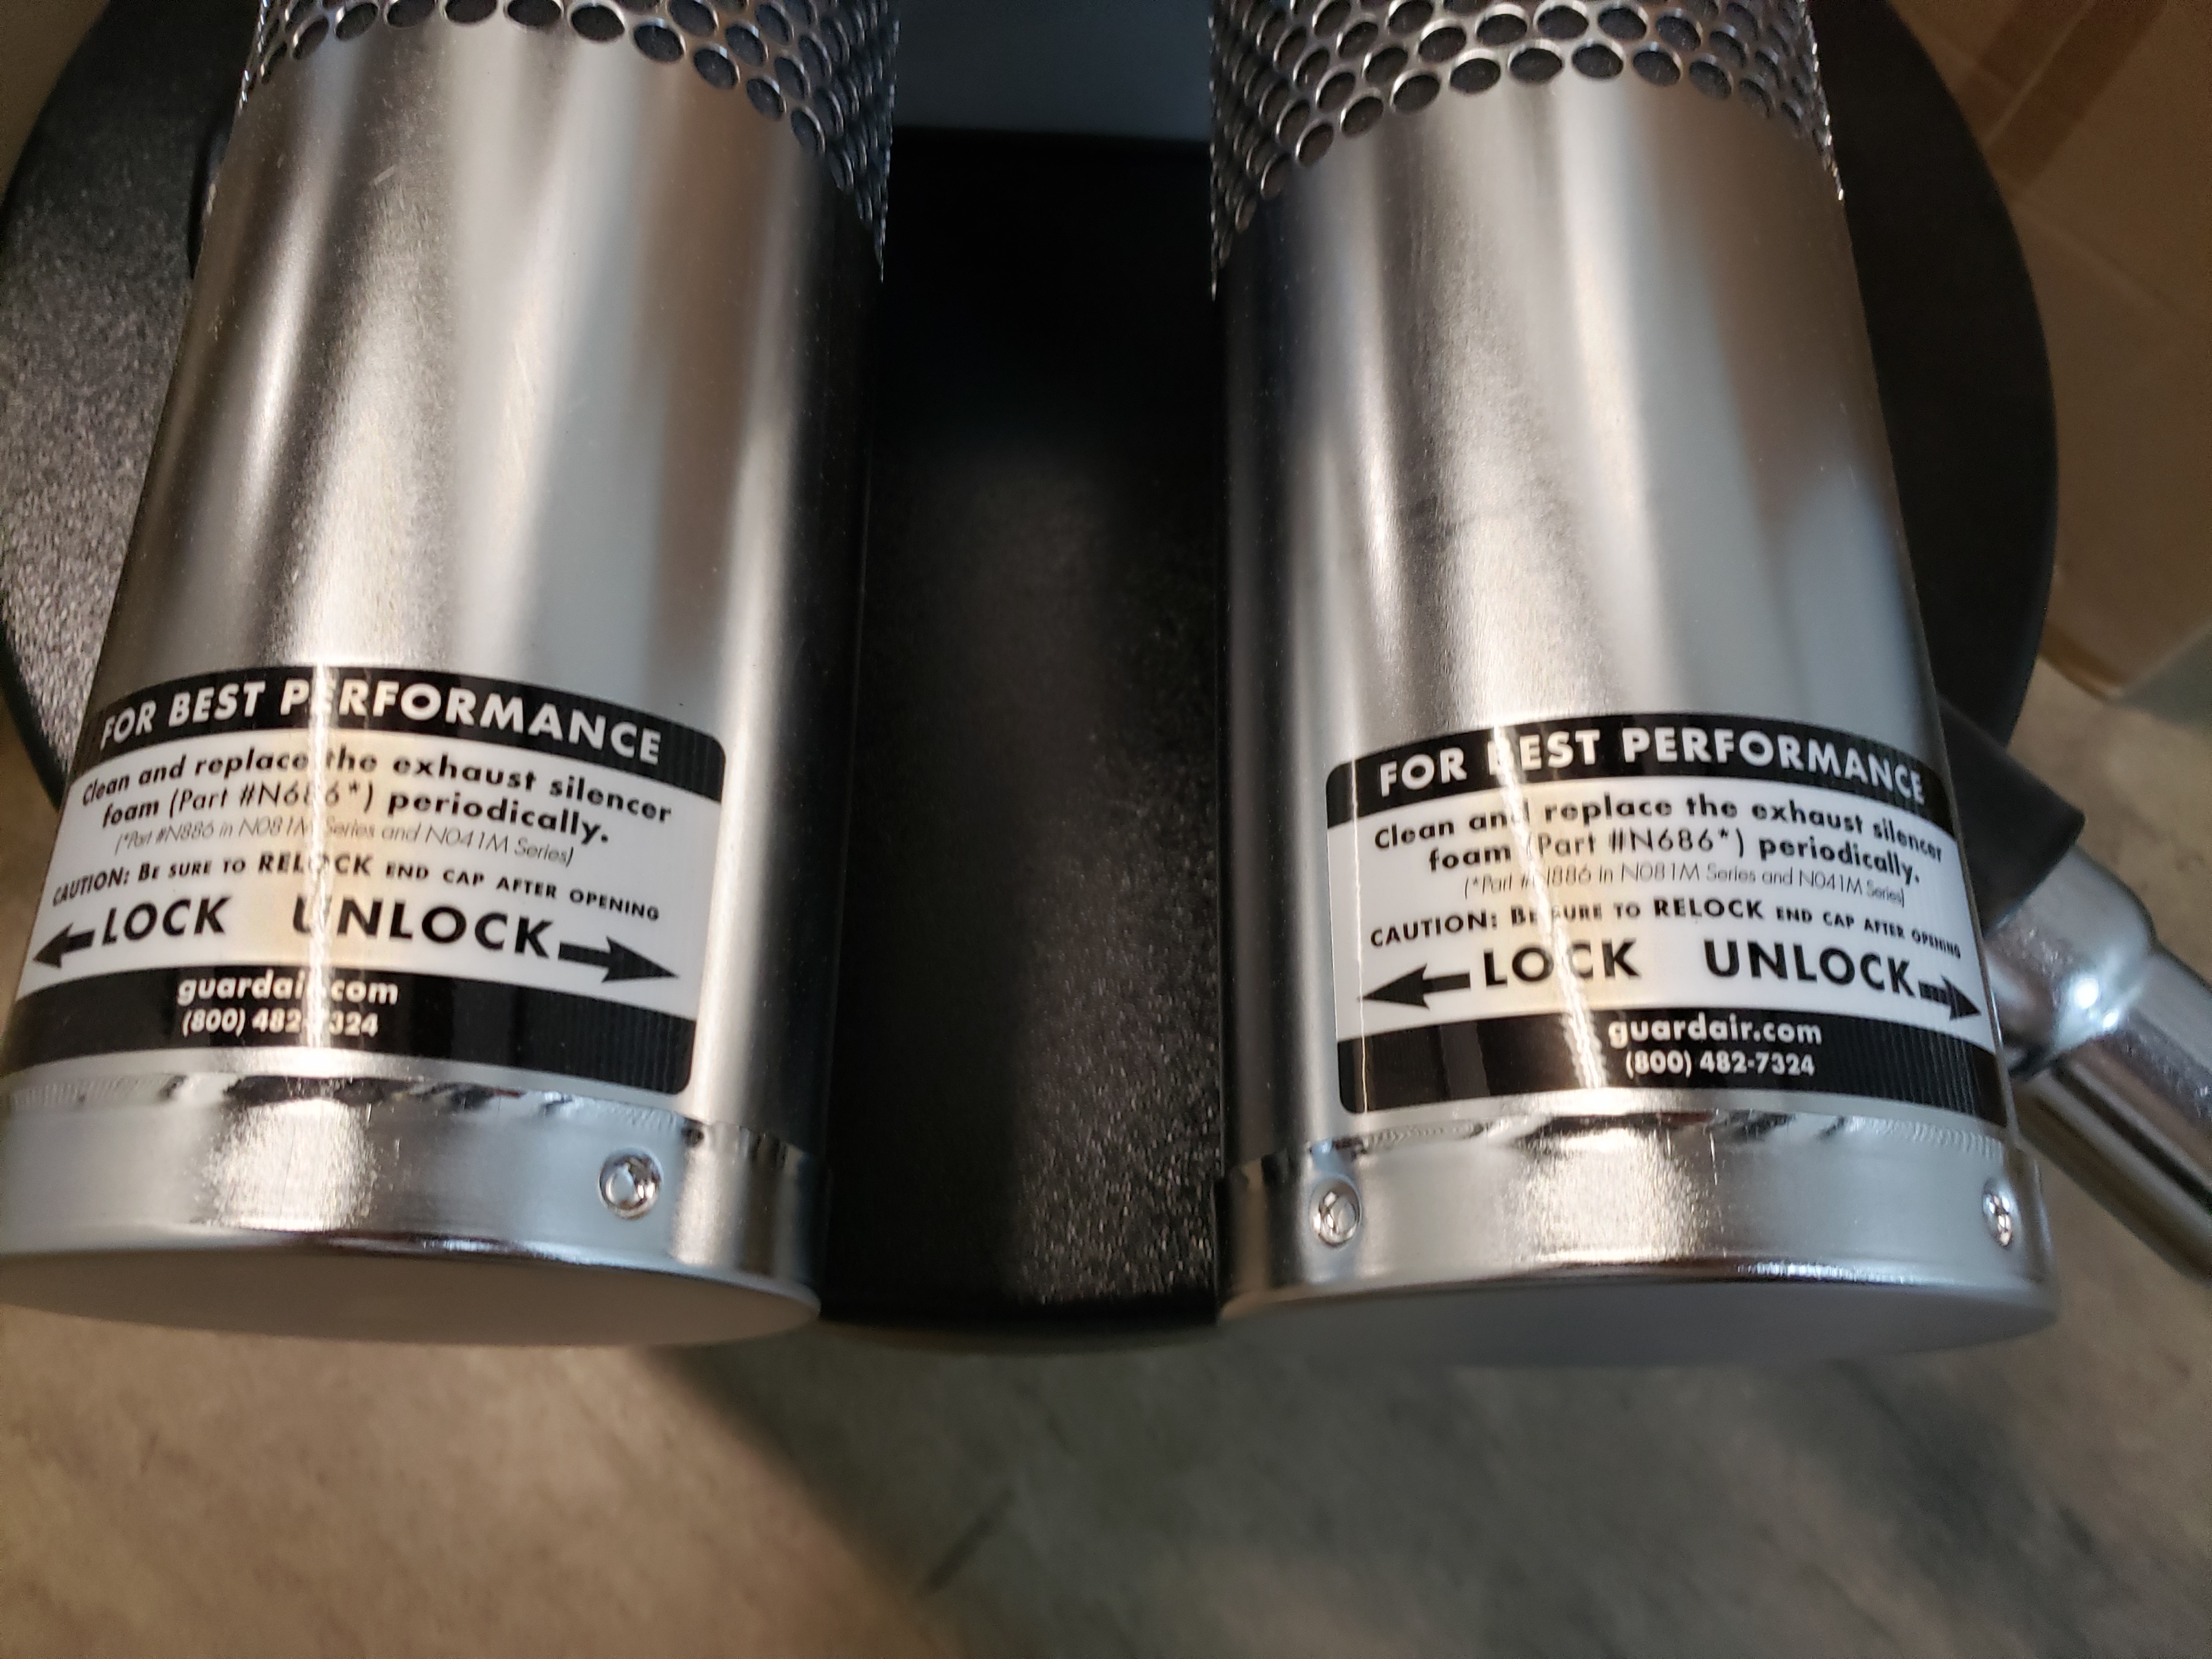 FOR BEST PERFORMANCE
Clean and replace the exhaust silencer
foam (Part #N686*) periodically.
(*Part #N886 in N081M Series and N041M Series)
CAUTION: BE SURE TO RELOCK END CAP AFTER OPENING
LOCK UNLOCK
guardair.com
(800) 482-7324
FOR BEST PERFORMANCE
Clean and replace the exhaust silencer
foam (Part #N686*) periodically.
(*Part #N886 in N081M Series and N041M Series)
CAUTION: BE SURE TO RELOCK END CAP AFTER OPENING
LOCK UNLOCK
guardair.com
(800) 482-7324